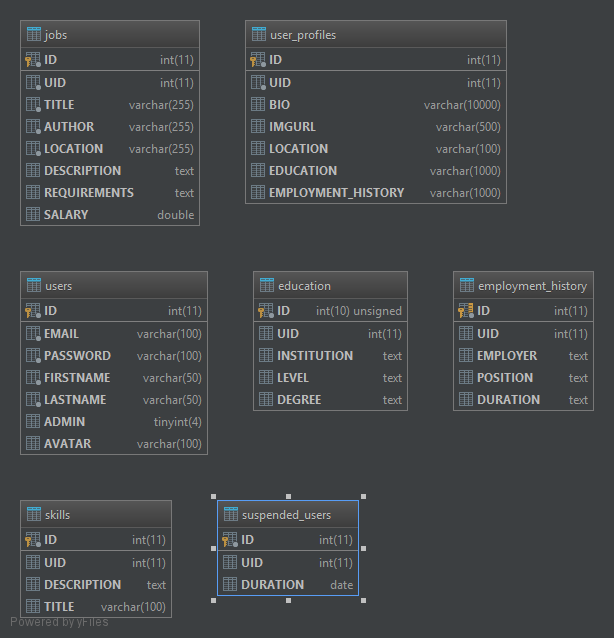 jobs
ID int(11)
UID int(11)
TITLE varchar(255)
AUTHOR varchar(255)
LOCATION varchar(255)
DESCRIPTION text
REQUIREMENTS text
SALARY double
user_profiles
ID int(11)
UID int(11)
BIO varchar(10000)
IMGURL varchar(500)
LOCATION varchar(100)
EDUCATION varchar(1000)
EMPLOYMENT_HISTORY varchar(1000)
users
ID int(11)
EMAIL varchar(100)
PASSWORD varchar(100)
FIRSTNAME varchar(50)
LASTNAME varchar(50)
ADMIN tinyint(4)
AVATAR varchar(100)
education
ID int(10) unsigned
UID int(11)
INSTITUTION text
LEVEL text
DEGREE text
employment_history
ID int(11)
UID int(11)
EMPLOYER text
POSITION text
DURATION text
skills
ID int(11)
UID int(11)
DESCRIPTION text
TITLE varchar(100)
suspended_users
ID int(11)
UID int(11)
DURATION date
Powered by yFiles